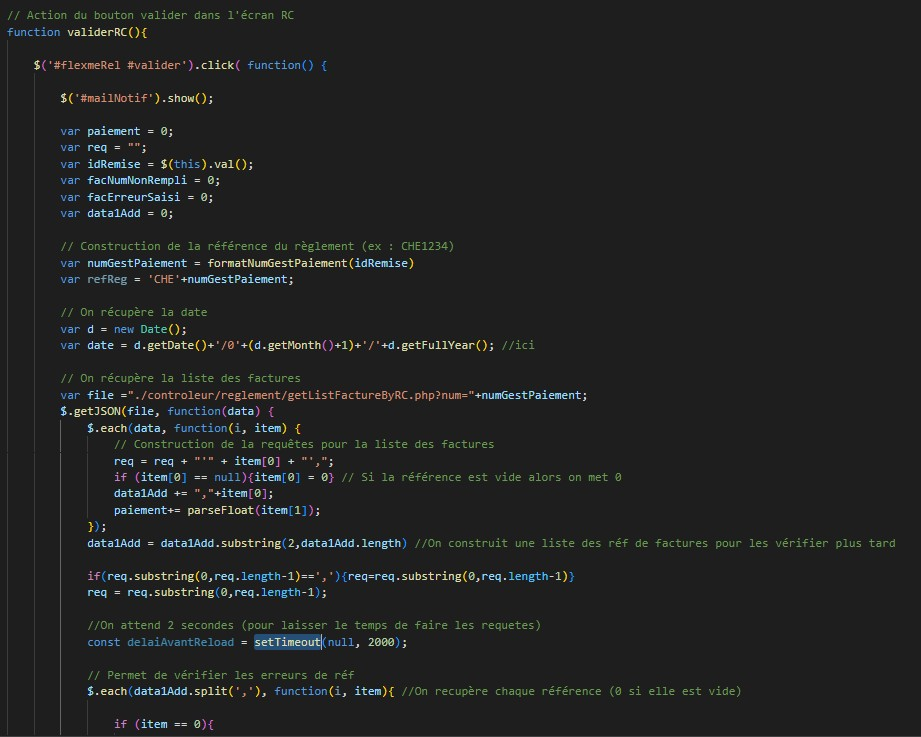 // Action du bouton valider dans l'écran RC
function validerRC(){
$('#flexmeRel #valider').click( function() {
$('#mailNotif').show();
var paiement = 0;
var req = "";
var idRemise = $(this).val();
var facNumNonRempli = 0;
var facErreurSaisi = 0;
var data1Add = 0;
// Construction de la référence du règlement (ex : CHE1234)
var numGestPaiement = formatNumGestPaiement(idRemise)
var refReg = 'CHE'+numGestPaiement;
// On récupère la date
var d = new Date();
var date = d.getDate()+'/0'+(d.getMonth()+1)+'/'+d.getFullYear(); //ici
// On récupère la liste des factures
var file ="./controleur/reglement/getListFactureByRC.php?num="+numGestPaiement;
$.getJSON(file, function(data) {
$.each(data, function(i, item) {
// Construction de la requêtes pour la liste des factures
req = req + "'" + item[0] + "',";
if (item[0] == null){item[0] = 0} // Si la référence est vide alors on met 0
data1Add += ","+item[0];
paiement+= parseFloat(item[1]);
});
data1Add = data1Add.substring(2,data1Add.length) //On construit une liste des réf de factures pour les vérifier plus tard
if(req.substring(0,req.length-1)==','){req=req.substring(0,req.length-1)}
req = req.substring(0,req.length-1);
//On attend 2 secondes (pour laisser le temps de faire les requetes)
const delaiAvantReload = setTimeout(null, 2000);
// Permet de vérifier les erreurs de réf
$.each(data1Add.split(','), function(i, item){ //On recupère chaque référence (0 si elle est vide)
if (item == 0){